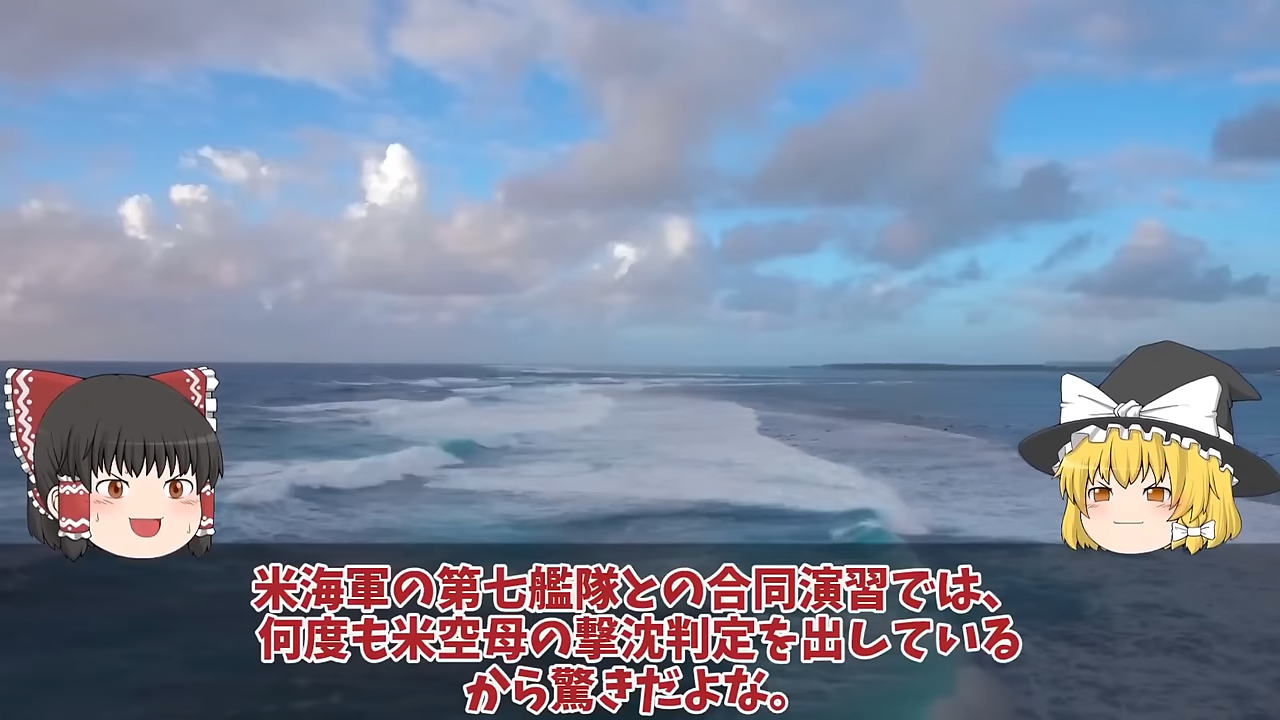 米海軍の第七艦隊との合同演習では、
何度も米空母の撃沈判定を出している
から驚きだよな。